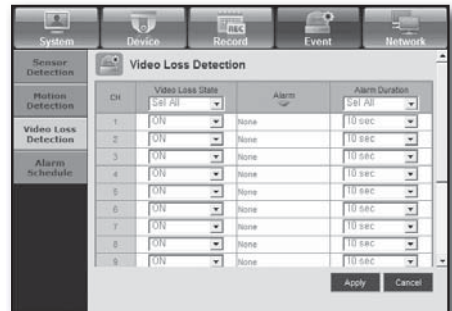 System Device Record Event Network
REC
Sensor Detection
Motion Detection
Video Loss Detection
Alarm Schedule
Video Loss Detection
CH Video Loss State Alarm Alarm Duration
Sel All Sel All
1 ON None 10 sec
2 ON None 10 sec
3 ON None 10 sec
4 ON None 10 sec
5 ON None 10 sec
6 ON None 10 sec
7 ON None 10 sec
8 ON None 10 sec
9 ON None 10 sec
Apply Cancel